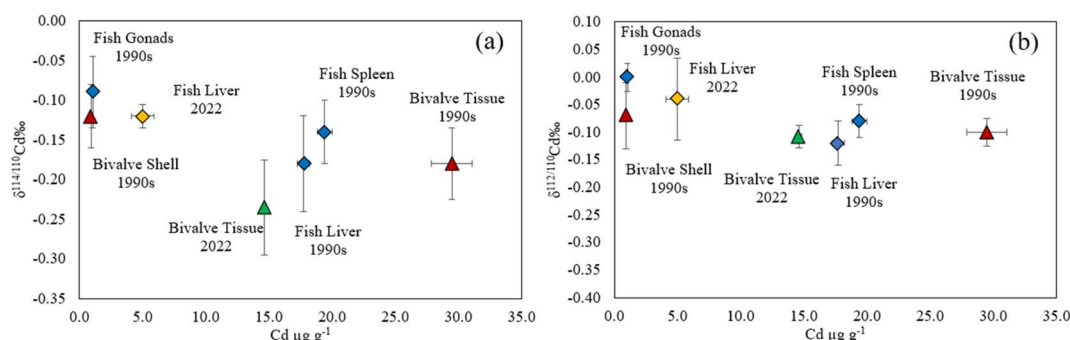 (a)
0.00
-0.05
-0.10
-0.15
-0.20
-0.25
-0.30
-0.35
δ114/110Cd‰
Fish Gonads
1990s
Fish Liver
2022
Fish Spleen
1990s
Bivalve Tissue
1990s
Bivalve Shell
1990s
Bivalve Tissue
2022
Fish Liver
1990s
0.0 5.0 10.0 15.0 20.0 25.0 30.0 35.0
Cd µg g-1
(b)
0.10
0.05
0.00
-0.05
-0.10
-0.15
-0.20
-0.25
-0.30
-0.35
-0.40
δ112/110Cd‰
Fish Gonads
1990s
Fish Liver
2022
Fish Spleen
1990s
Bivalve Tissue
1990s
Bivalve Shell
1990s
Bivalve Tissue
2022
Fish Liver
1990s
0.0 5.0 10.0 15.0 20.0 25.0 30.0 35.0
Cd µg g-1